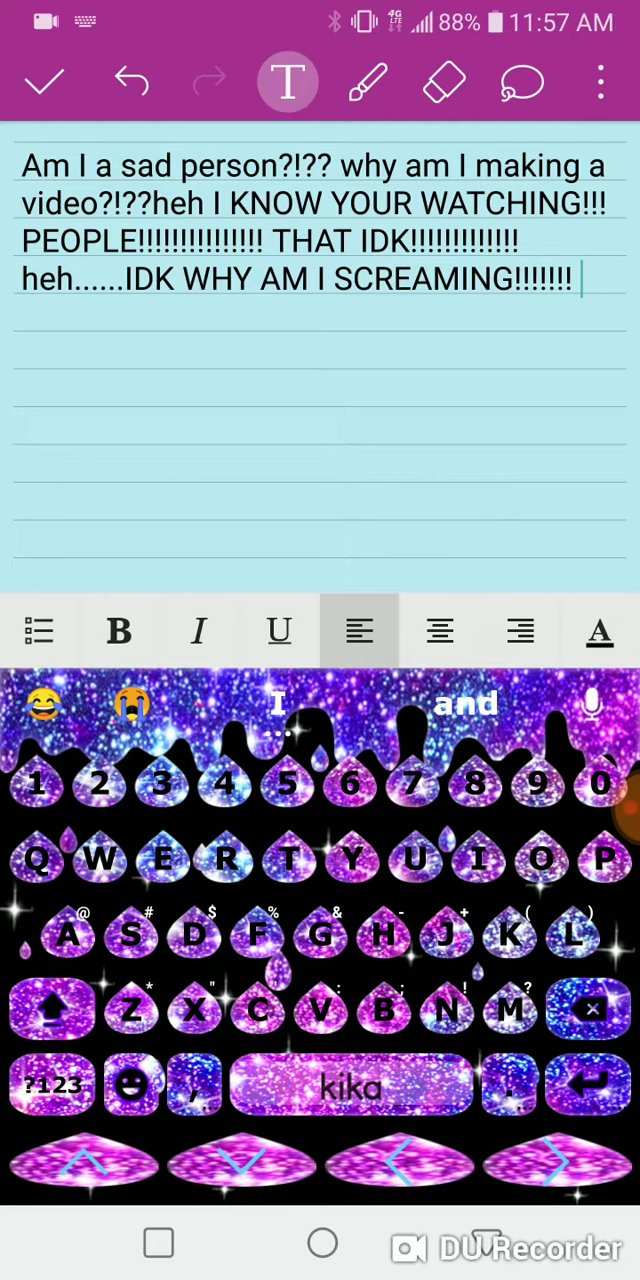 4G
LTE
88%
11:57 AM
T
Am I a sad person?!?? why am I making a
video?!??heh I KNOW YOUR WATCHING!!!
PEOPLE!!!!!!!!!!!!!!! THAT IDK!!!!!!!!!!!!!
heh......IDK WHY AM I SCREAMING!!!!!!!
B I U A
I and
1 2 3 4 5 6 7 8 9 0
Q W E R T Y U I O P
@ # $ % & - + ( )
A S D F G H J K L
* " : ; ! ?
Z X C V B N M
?123 , kika .
DU Recorder